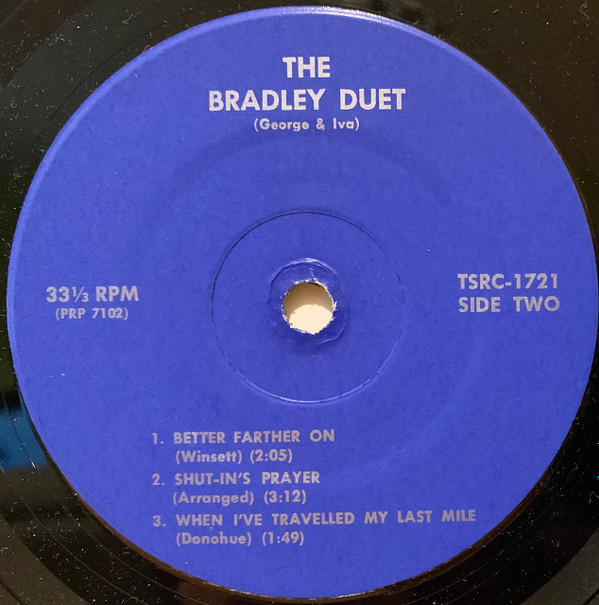 THE
BRADLEY DUET
(George & Iva)
33⅓ RPM
(PRP 7102)
TSRC-1721
SIDE TWO
1. BETTER FARTHER ON
(Winsett) (2:05)
2. SHUT-IN'S PRAYER
(Arranged) (3:12)
3. WHEN I'VE TRAVELLED MY LAST MILE
(Donohue) (1:49)